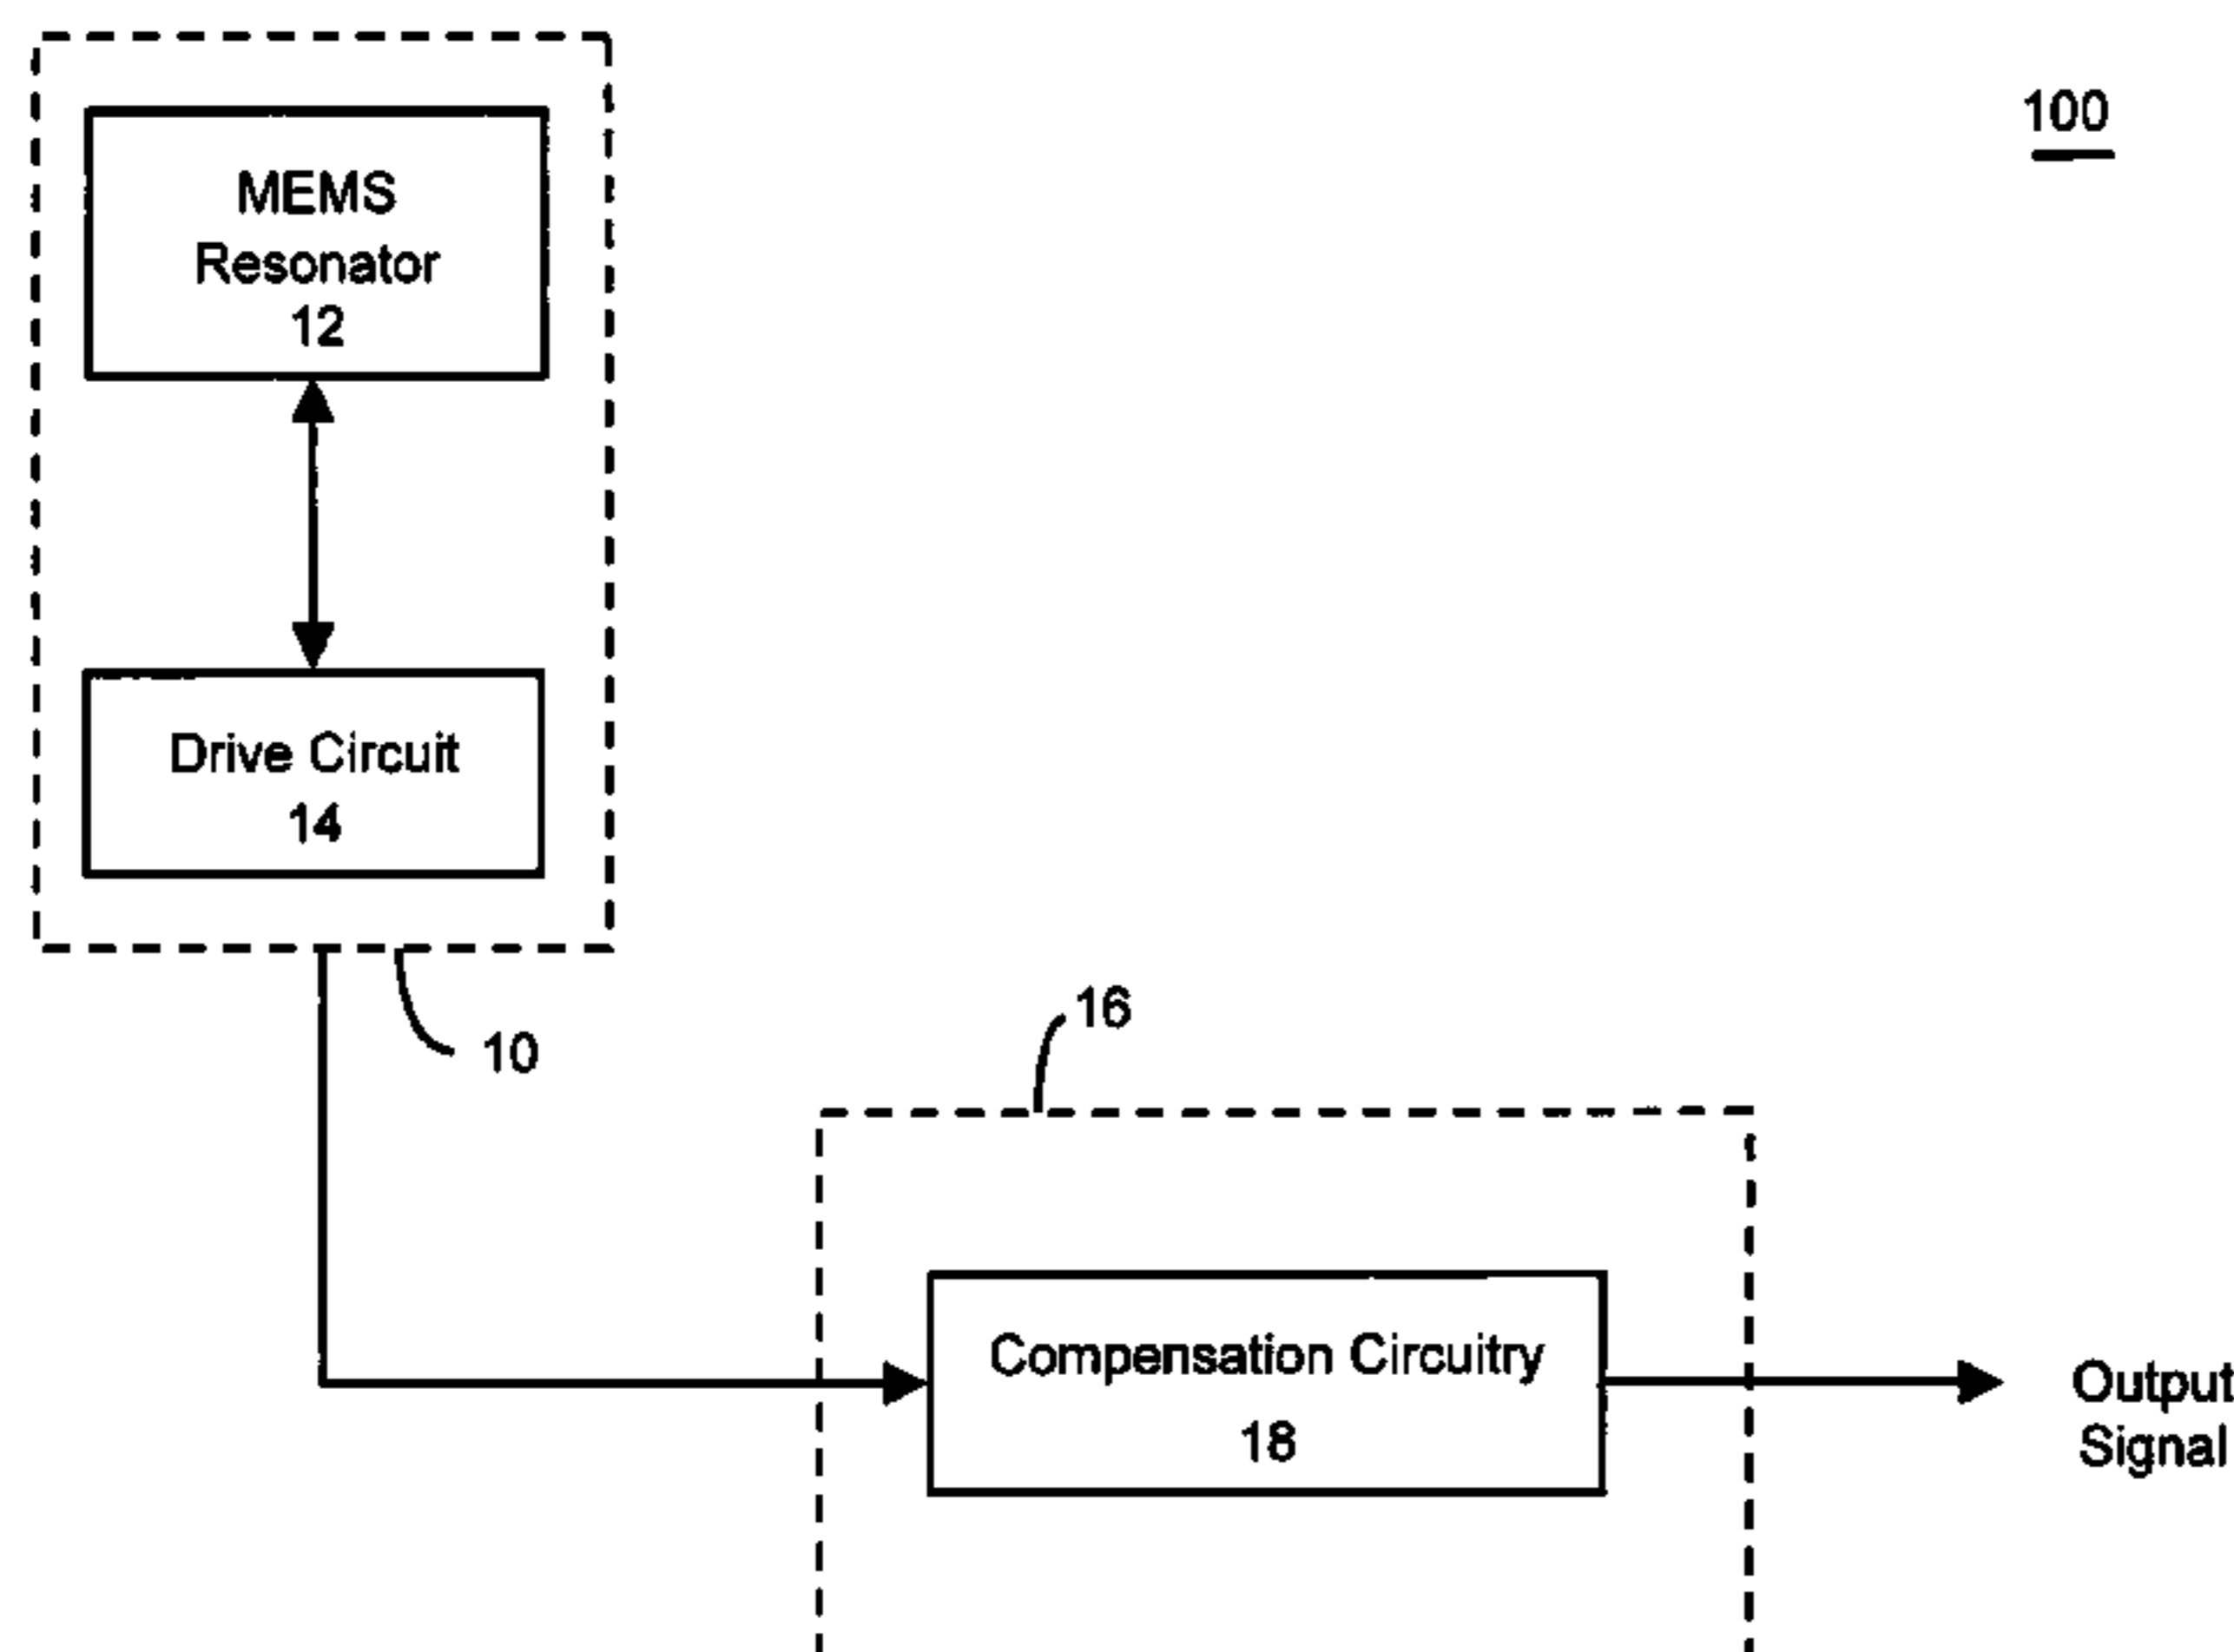 100
MEMS
Resonator
12
Drive Circuit
14
10
16
Compensation Circuitry
18
Output
Signal